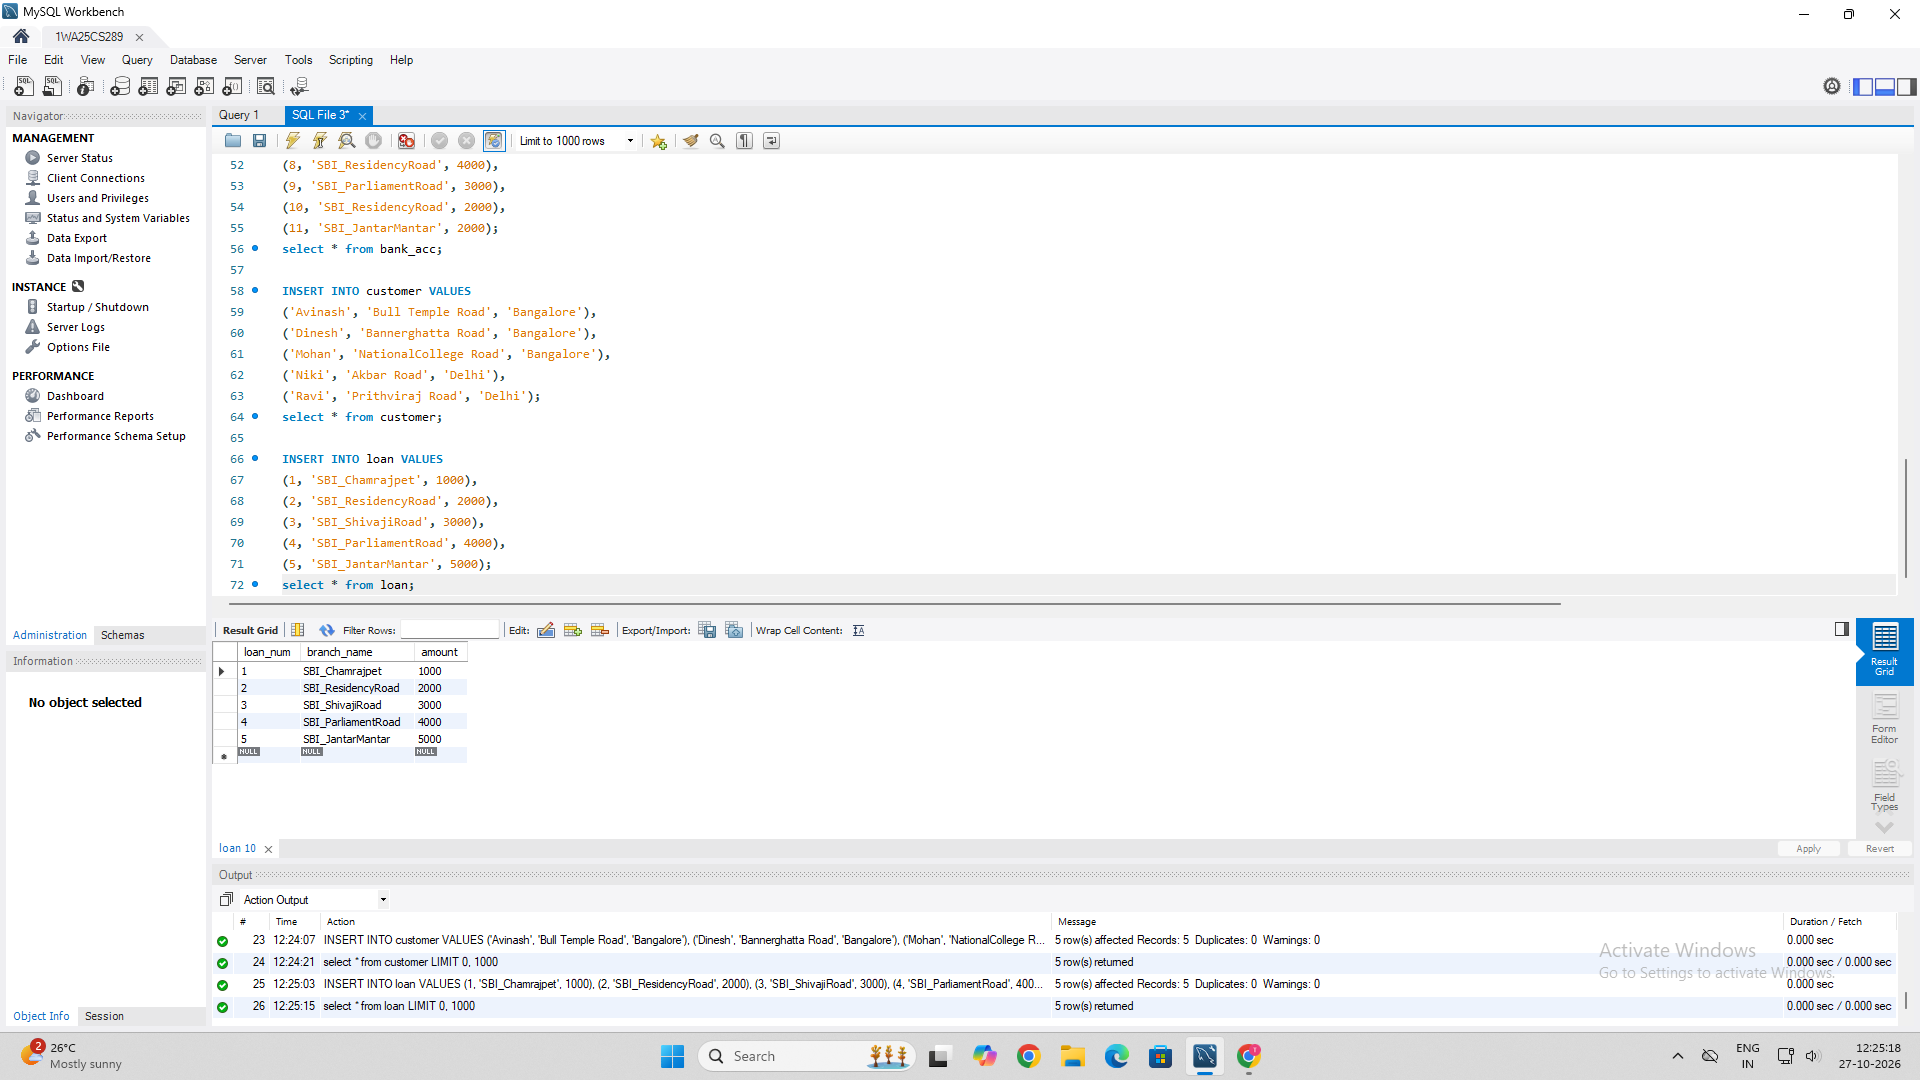 MySQL Workbench
1WA25CS289
File Edit View Query Database Server Tools Scripting Help
Navigator
MANAGEMENT
Server Status
Client Connections
Users and Privileges
Status and System Variables
Data Export
Data Import/Restore
INSTANCE
Startup / Shutdown
Server Logs
Options File
PERFORMANCE
Dashboard
Performance Reports
Performance Schema Setup
Administration Schemas
Information
No object selected
Object Info Session
Query 1 SQL File 3*
Limit to 1000 rows
52 (8, 'SBI_ResidencyRoad', 4000),
53 (9, 'SBI_ParliamentRoad', 3000),
54 (10, 'SBI_ResidencyRoad', 2000),
55 (11, 'SBI_JantarMantar', 2000);
56 select * from bank_acc;
57
58 INSERT INTO customer VALUES
59 ('Avinash', 'Bull Temple Road', 'Bangalore'),
60 ('Dinesh', 'Bannerghatta Road', 'Bangalore'),
61 ('Mohan', 'NationalCollege Road', 'Bangalore'),
62 ('Niki', 'Akbar Road', 'Delhi'),
63 ('Ravi', 'Prithviraj Road', 'Delhi');
64 select * from customer;
65
66 INSERT INTO loan VALUES
67 (1, 'SBI_Chamrajpet', 1000),
68 (2, 'SBI_ResidencyRoad', 2000),
69 (3, 'SBI_ShivajiRoad', 3000),
70 (4, 'SBI_ParliamentRoad', 4000),
71 (5, 'SBI_JantarMantar', 5000);
72 select * from loan;
Result Grid Filter Rows: Edit: Export/Import: Wrap Cell Content:
loan_num branch_name amount
1 SBI_Chamrajpet 1000
2 SBI_ResidencyRoad 2000
3 SBI_ShivajiRoad 3000
4 SBI_ParliamentRoad 4000
5 SBI_JantarMantar 5000
NULL NULL NULL
Result
Grid
Form
Editor
Field
Types
loan 10 Apply Revert
Output
Action Output
# Time Action Message Duration / Fetch
23 12:24:07 INSERT INTO customer VALUES ('Avinash', 'Bull Temple Road', 'Bangalore'), ('Dinesh', 'Bannerghatta Road', 'Bangalore'), ('Mohan', 'NationalCollege R... 5 row(s) affected Records: 5 Duplicates: 0 Warnings: 0 0.000 sec
24 12:24:21 select * from customer LIMIT 0, 1000 5 row(s) returned 0.000 sec / 0.000 sec
25 12:25:03 INSERT INTO loan VALUES (1, 'SBI_Chamrajpet', 1000), (2, 'SBI_ResidencyRoad', 2000), (3, 'SBI_ShivajiRoad', 3000), (4, 'SBI_ParliamentRoad', 400... 5 row(s) affected Records: 5 Duplicates: 0 Warnings: 0 0.000 sec
26 12:25:15 select * from loan LIMIT 0, 1000 5 row(s) returned 0.000 sec / 0.000 sec
Activate Windows
Go to Settings to activate Windows.
2
26°C
Mostly sunny
Search
ENG
IN
12:25:18
27-10-2026